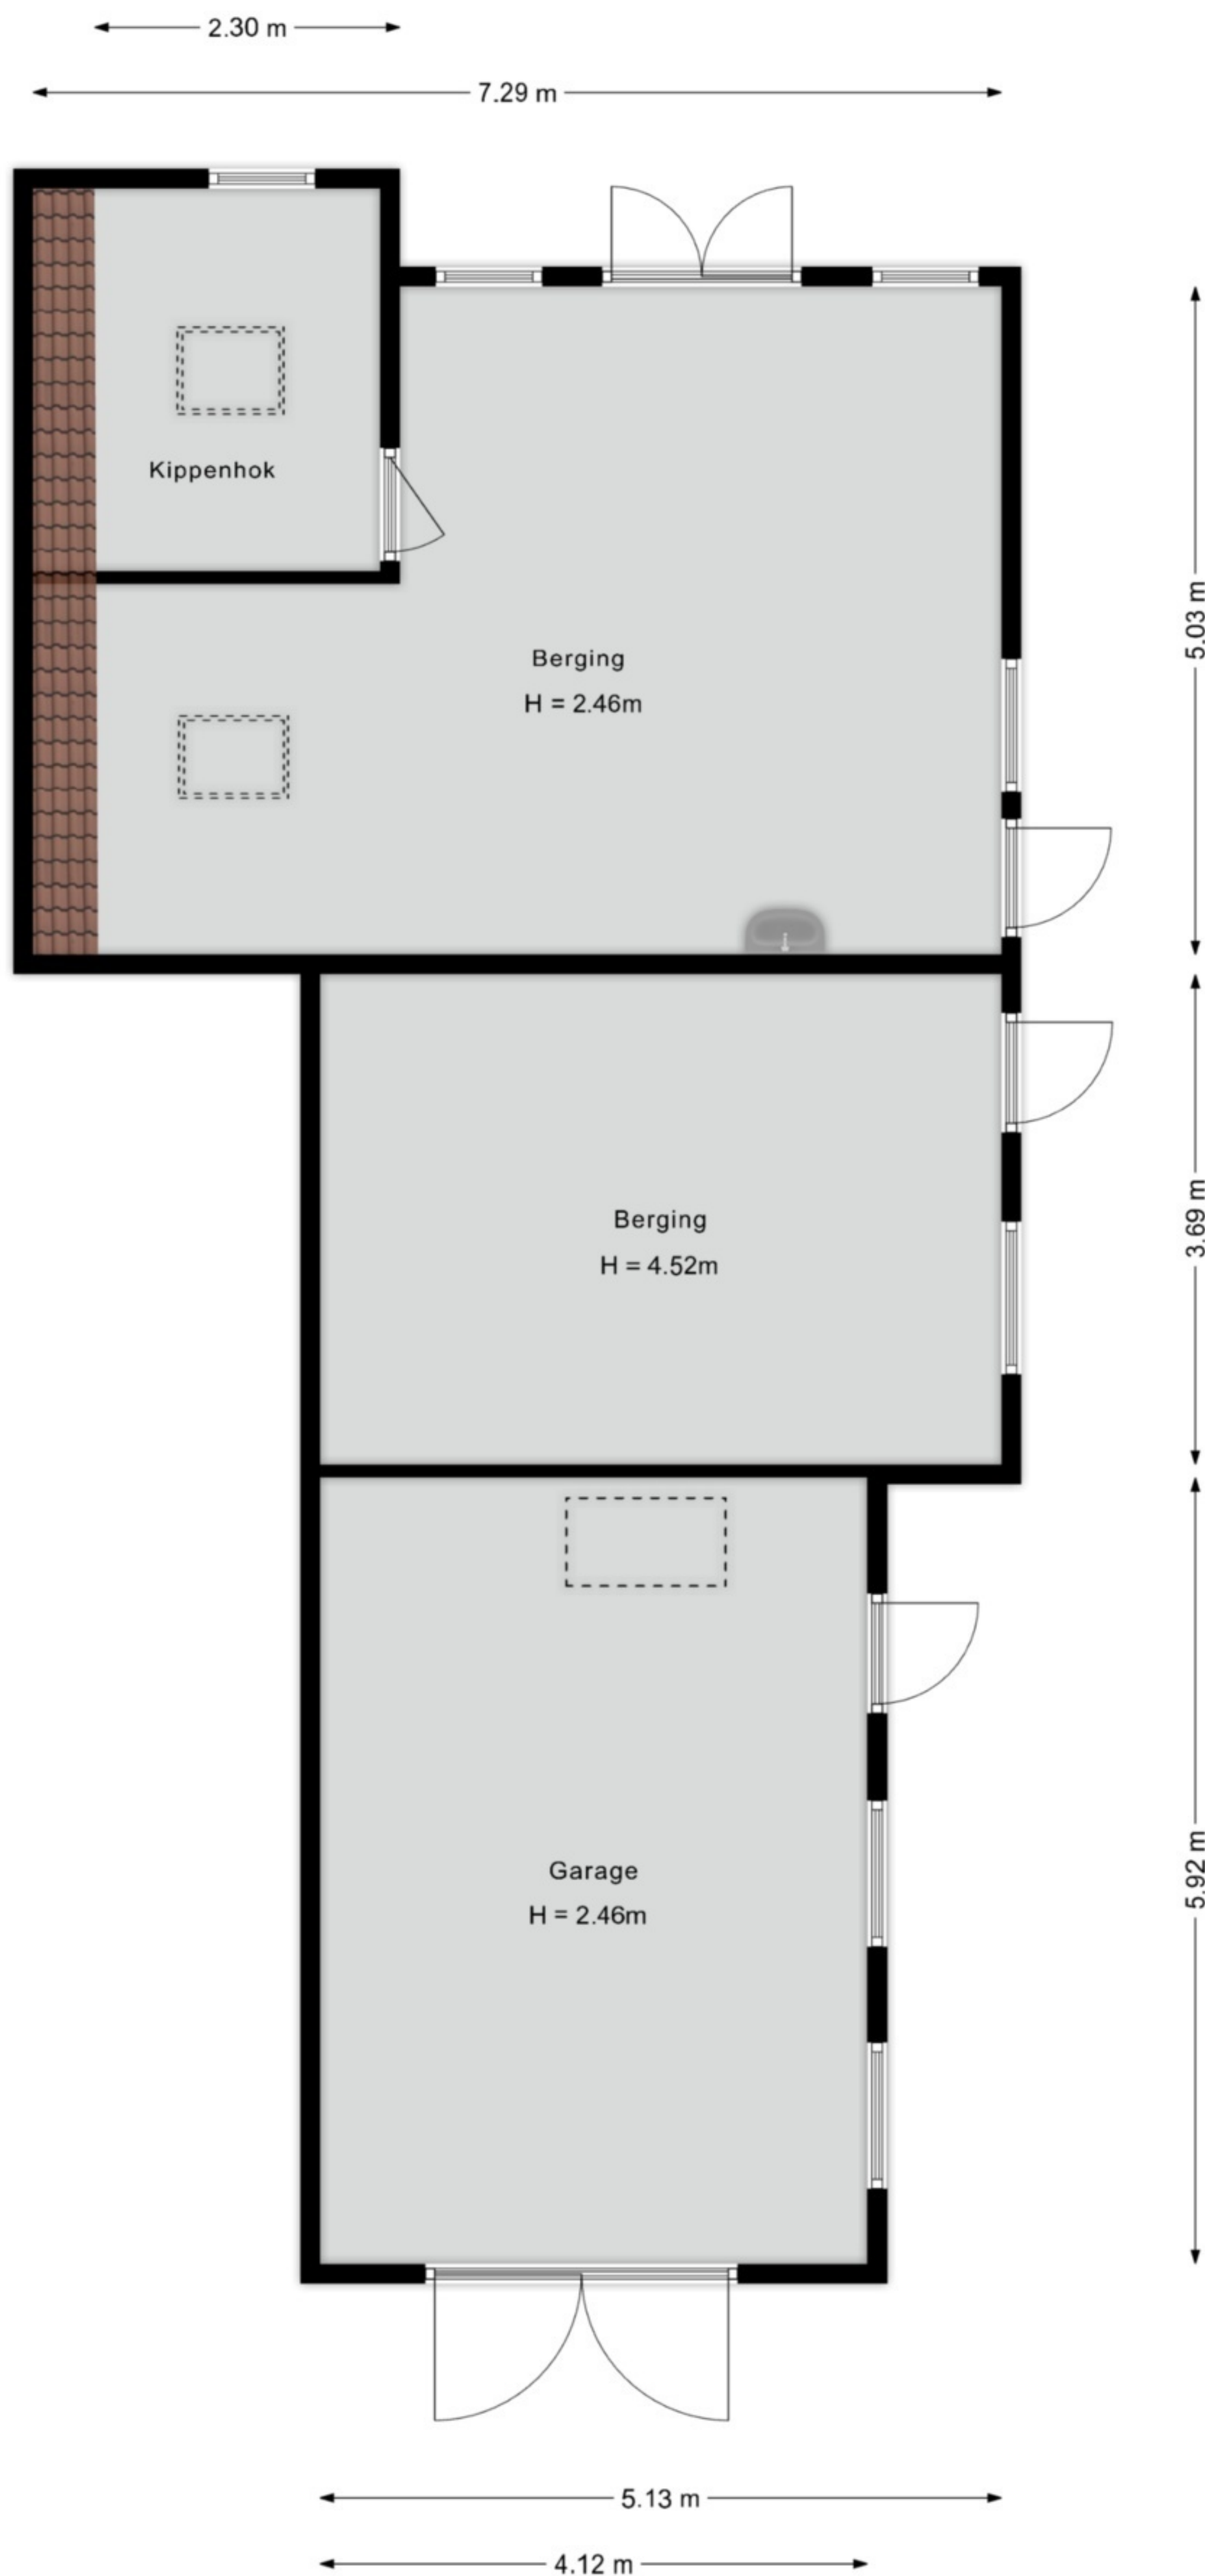 2.30 m
7.29 m
Kippenhok
5.03 m
Berging
H = 2.46m
3.69 m
Berging
H = 4.52m
Garage
H = 2.46m
5.92 m
5.13 m
4.12 m